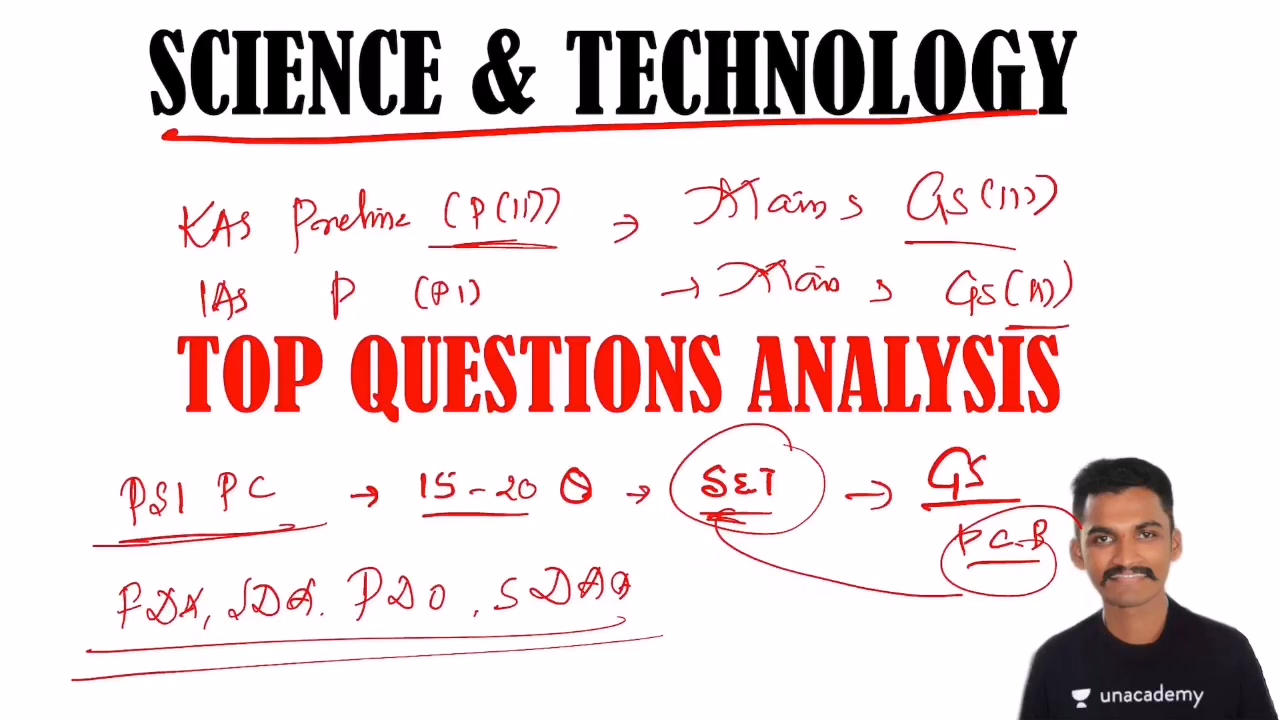 SCIENCE & TECHNOLOGY
KAS Prelims (P(II)) → Mains GS(III)
IAS P (P1) → Mains GS(III)
TOP QUESTIONS ANALYSIS
PSI PC → 15-20 Q → S&T → GS
PCB
FDA, SDA. PDO, SDAA
unacademy